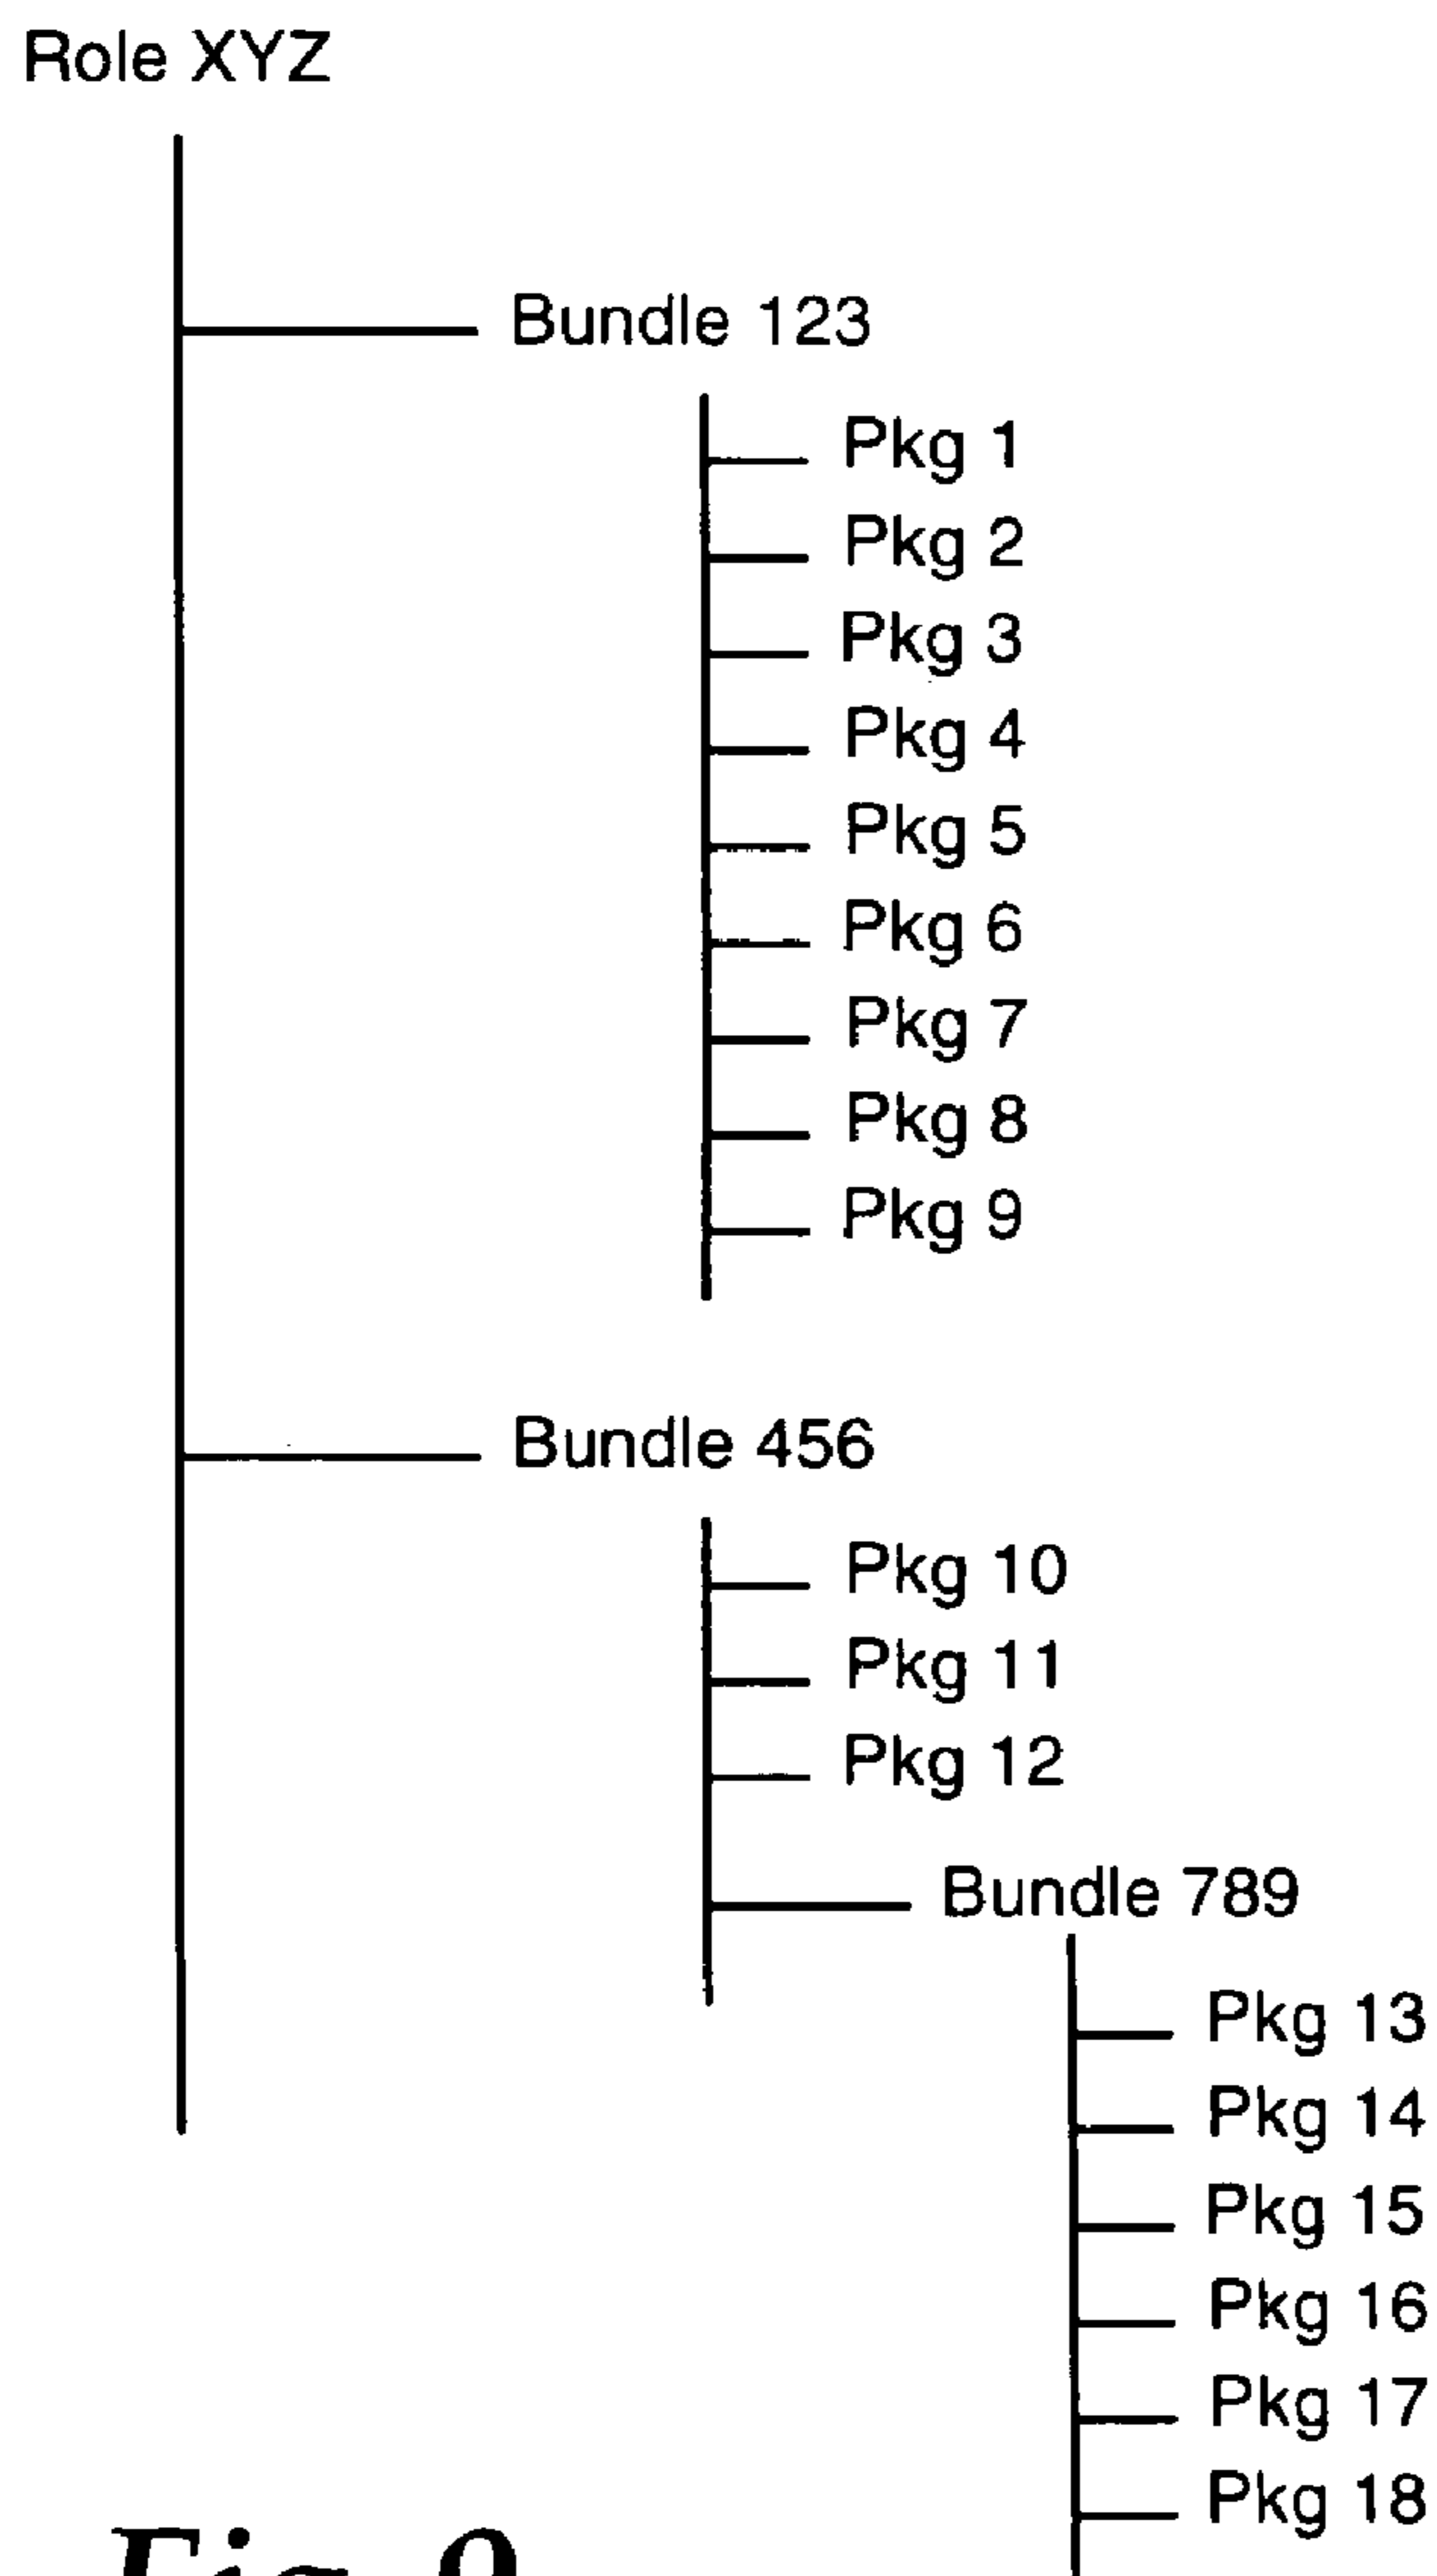 Role XYZ
Bundle 123
Pkg 1
Pkg 2
Pkg 3
Pkg 4
Pkg 5
Pkg 6
Pkg 7
Pkg 8
Pkg 9
Bundle 456
Pkg 10
Pkg 11
Pkg 12
Bundle 789
Pkg 13
Pkg 14
Pkg 15
Pkg 16
Pkg 17
Pkg 18